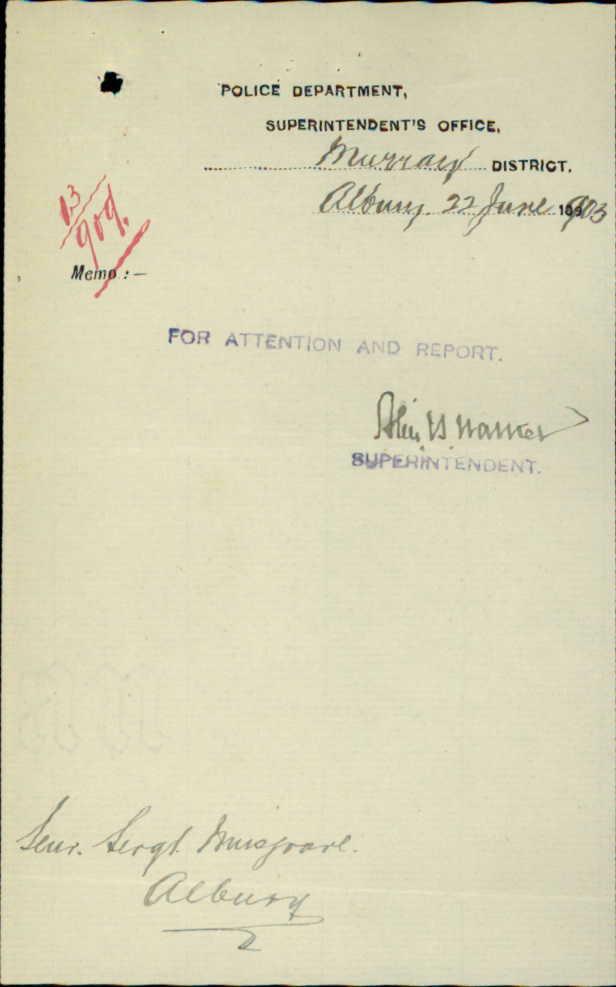 POLICE DEPARTMENT,
SUPERINTENDENT'S OFFICE,
Murray DISTRICT.
Albury. 22 June 1903
03/909.
Memo :—
FOR ATTENTION AND REPORT.
SUPERINTENDENT.
Senr. Sergt. Musgrave.
Albury